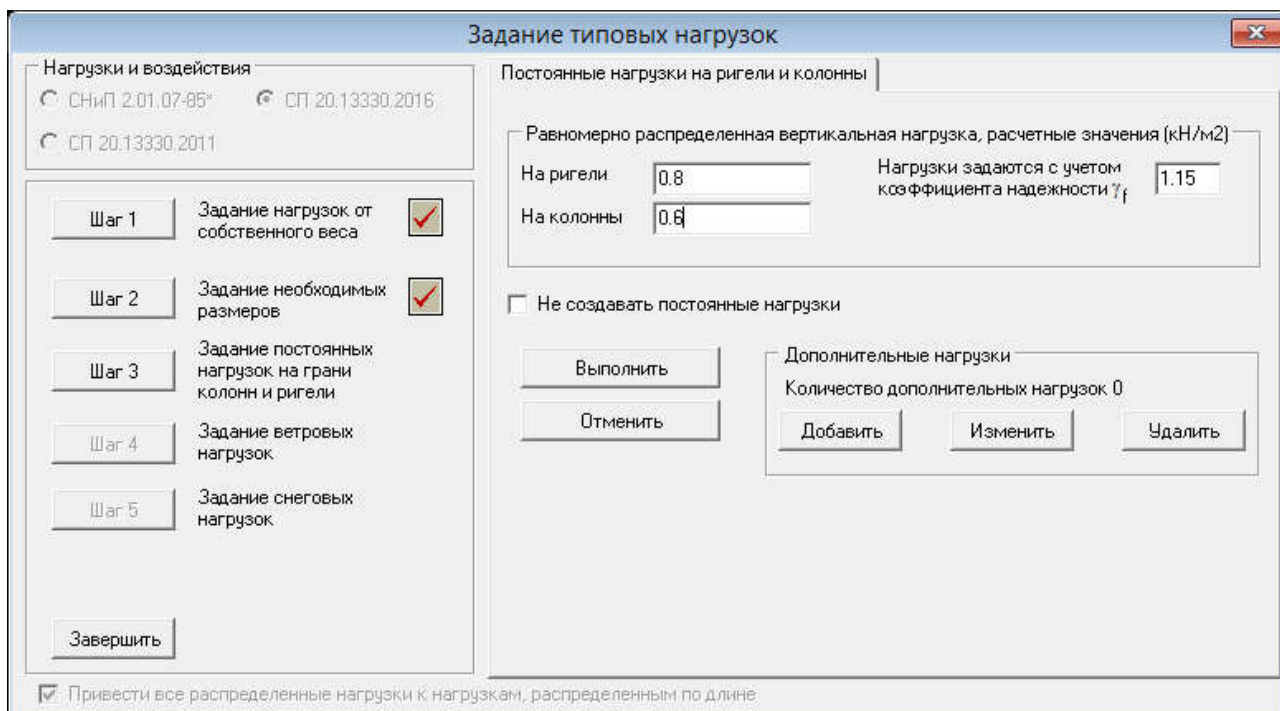 Задание типовых нагрузок
Нагрузки и воздействия
СНиП 2.01.07-85*
СП 20.13330.2016
СП 20.13330.2011
Шаг 1
Задание нагрузок от
собственного веса
Шаг 2
Задание необходимых
размеров
Шаг 3
Задание постоянных
нагрузок на грани
колонн и ригели
Шаг 4
Задание ветровых
нагрузок
Шаг 5
Задание снеговых
нагрузок
Завершить
Постоянные нагрузки на ригели и колонны
Равномерно распределенная вертикальная нагрузка, расчетные значения (кН/м2)
На ригели
0.8
На колонны
0.6
Нагрузки задаются с учетом
коэффициента надежности γf
1.15
Не создавать постоянные нагрузки
Выполнить
Отменить
Дополнительные нагрузки
Количество дополнительных нагрузок 0
Добавить
Изменить
Удалить
Привести все распределенные нагрузки к нагрузкам, распределенным по длине